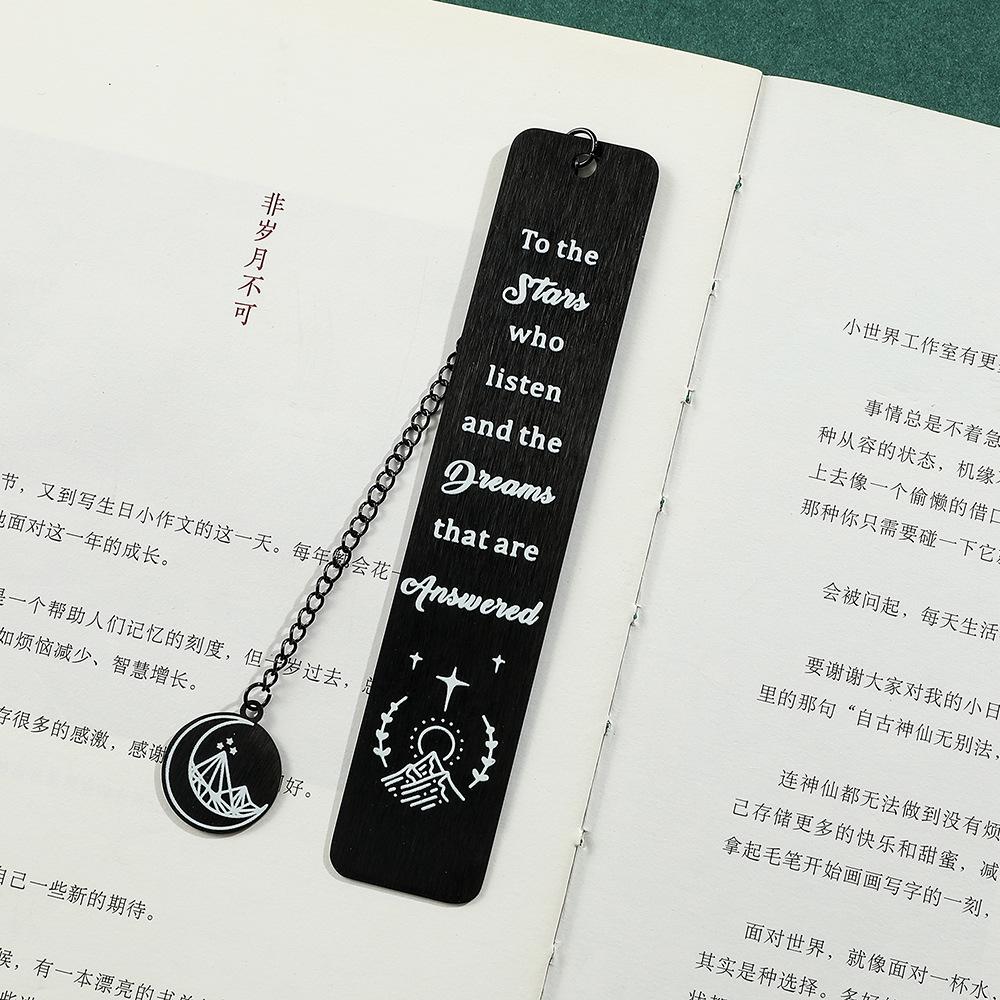 非岁月不可
节，又到写生日小作文的这一天。每年
面对这一年的成长。
是一个帮助人们记忆的刻度，但
如烦恼减少、智慧增长。
存很多的感激，感谢
好。
自己一些新的期待。
候，有一本漂亮的书
To the
Stars
who
listen
and the
Dreams
that are
Answered
小世界工作室有更
事情总是不着急
种从容的状态，机缘
上去像一个偷懒的借口
那种你只需要碰一下它
会被问起，每天生活
要谢谢大家对我的小日
里的那句“自古神仙无别法，
连神仙都无法做到没有烦
己存储更多的快乐和甜蜜，减
拿起毛笔开始画画写字的一刻，
面对世界，就像面对一杯水，
其实是种选择。